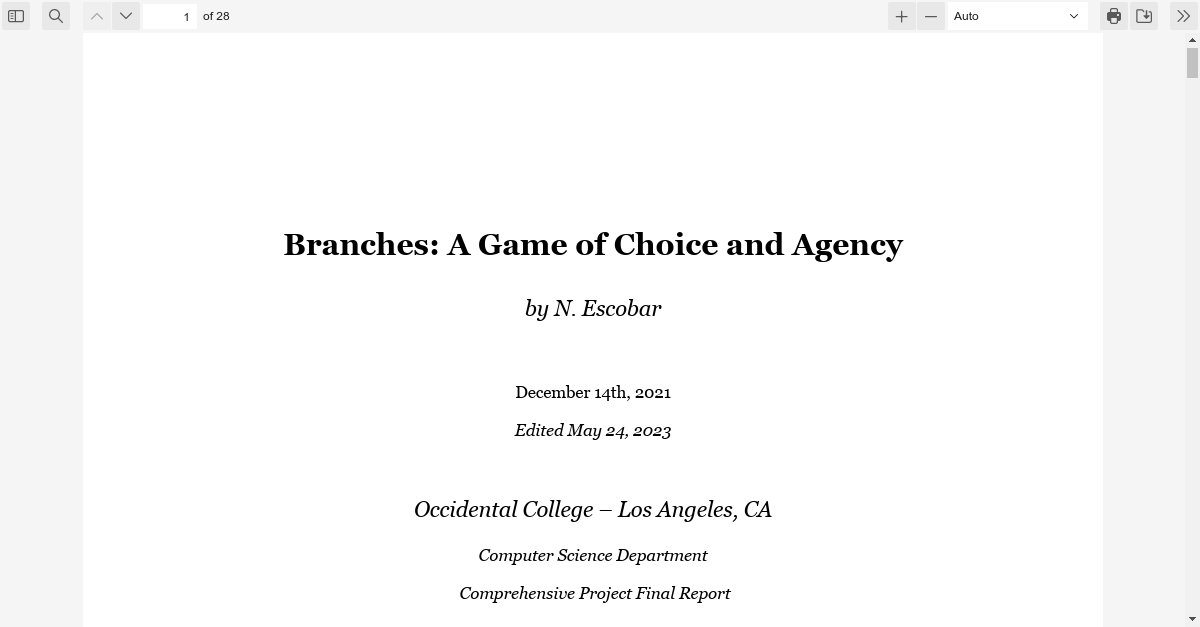 1 of 28 Auto
Branches: A Game of Choice and Agency
by N. Escobar
December 14th, 2021
Edited May 24, 2023
Occidental College – Los Angeles, CA
Computer Science Department
Comprehensive Project Final Report